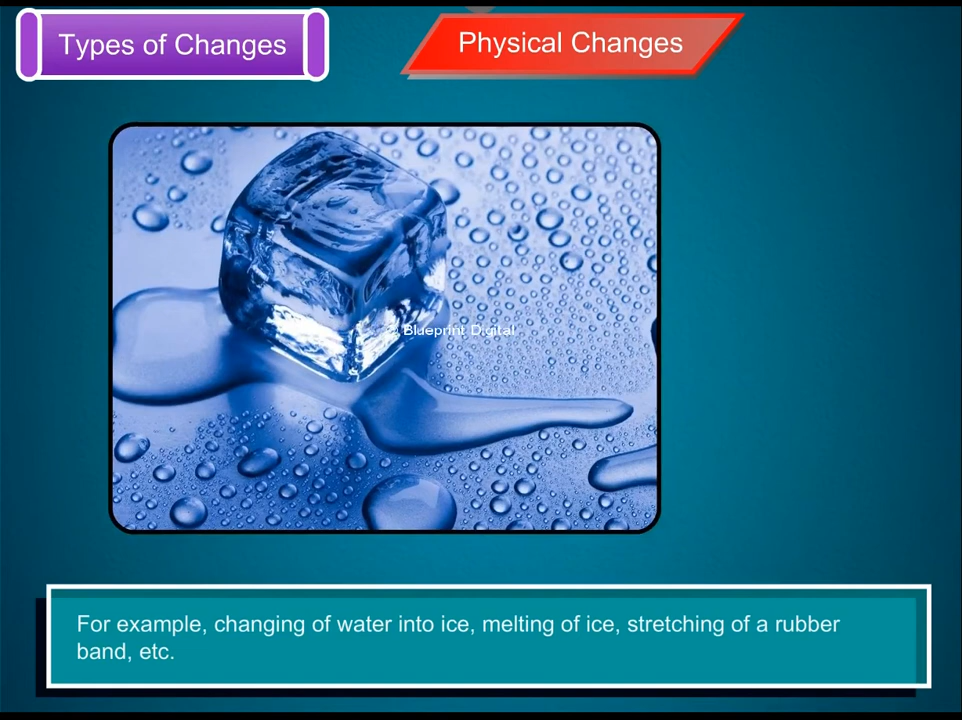 Types of Changes
Physical Changes
© Blueprint Digital
For example, changing of water into ice, melting of ice, stretching of a rubber
band, etc.